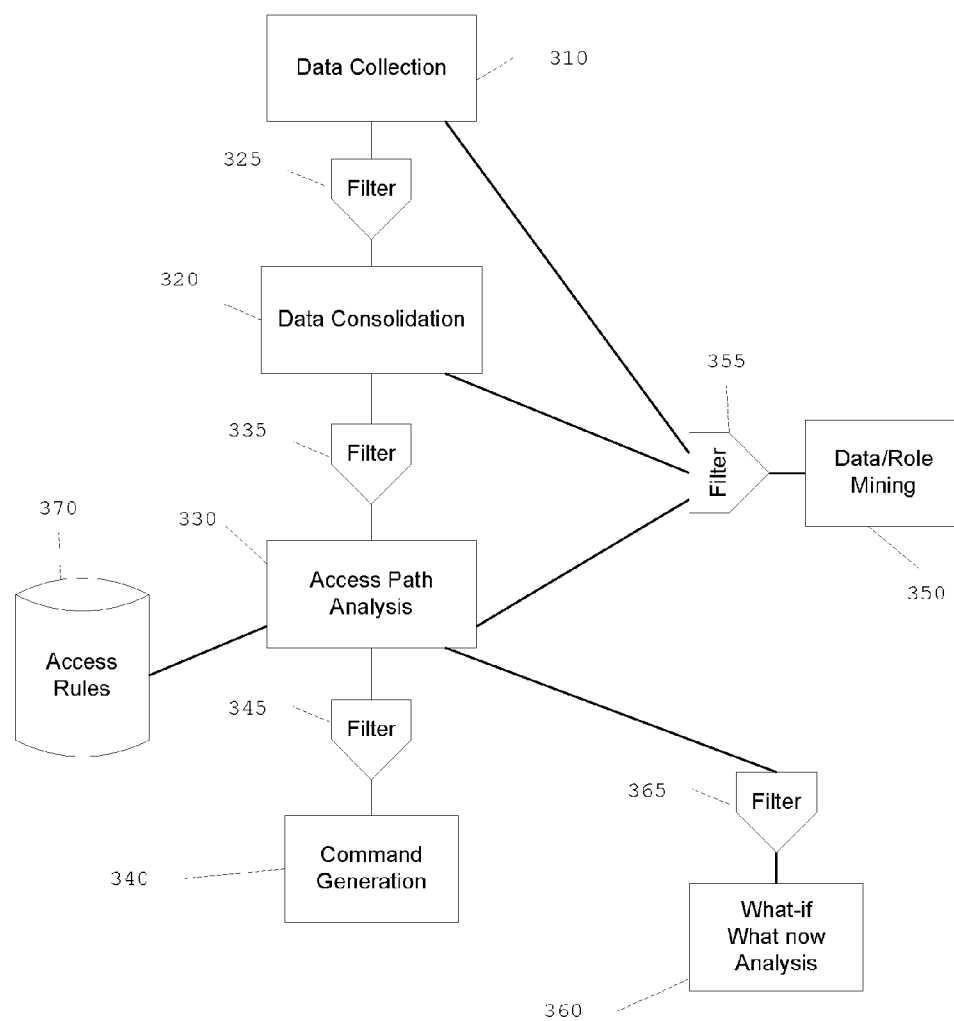 Data Collection
310
325
Filter
320
Data Consolidation
355
335
Filter
Filter
Data/Role
Mining
370
330
Access Path
Analysis
350
Access
Rules
345
Filter
365
Filter
340
Command
Generation
What-if
What now
Analysis
360